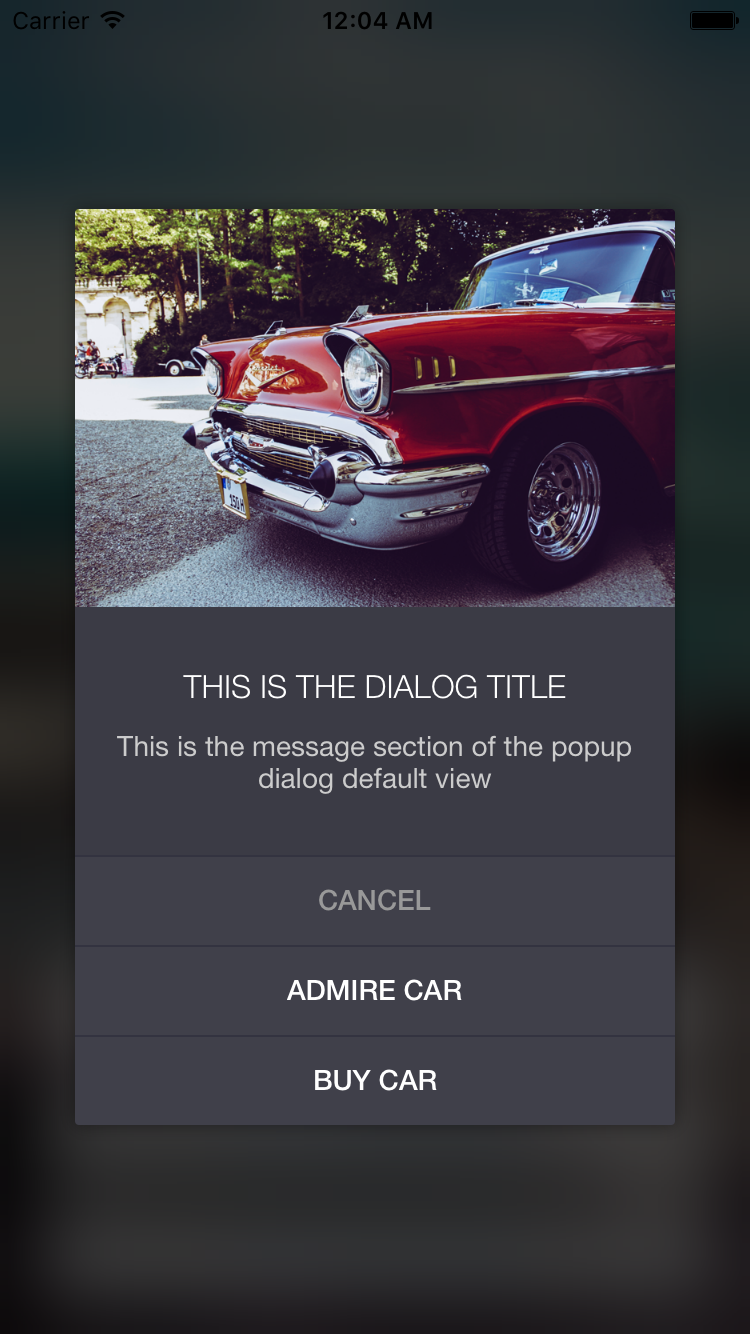 Carrier 12:04 AM
150H
THIS IS THE DIALOG TITLE
This is the message section of the popup
dialog default view
CANCEL
ADMIRE CAR
BUY CAR